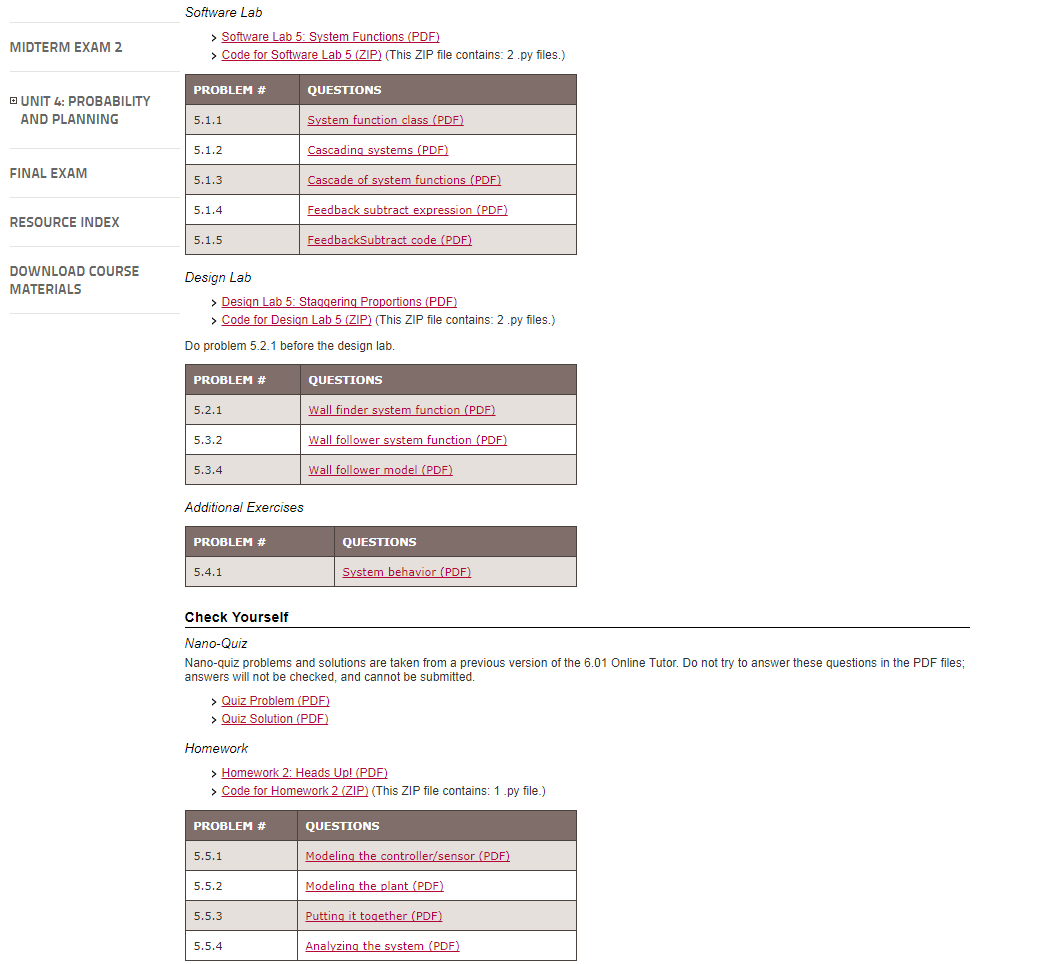 MIDTERM EXAM 2
UNIT 4: PROBABILITY
AND PLANNING
FINAL EXAM
RESOURCE INDEX
DOWNLOAD COURSE
MATERIALS
Software Lab
Software Lab 5: System Functions (PDF)
Code for Software Lab 5 (ZIP) (This ZIP file contains: 2 .py files.)
PROBLEM # QUESTIONS
5.1.1 System function class (PDF)
5.1.2 Cascading systems (PDF)
5.1.3 Cascade of system functions (PDF)
5.1.4 Feedback subtract expression (PDF)
5.1.5 FeedbackSubtract code (PDF)
Design Lab
Design Lab 5: Staggering Proportions (PDF)
Code for Design Lab 5 (ZIP) (This ZIP file contains: 2 .py files.)
Do problem 5.2.1 before the design lab.
PROBLEM # QUESTIONS
5.2.1 Wall finder system function (PDF)
5.3.2 Wall follower system function (PDF)
5.3.4 Wall follower model (PDF)
Additional Exercises
PROBLEM # QUESTIONS
5.4.1 System behavior (PDF)
Check Yourself
Nano-Quiz
Nano-quiz problems and solutions are taken from a previous version of the 6.01 Online Tutor. Do not try to answer these questions in the PDF files;
answers will not be checked, and cannot be submitted.
Quiz Problem (PDF)
Quiz Solution (PDF)
Homework
Homework 2: Heads Up! (PDF)
Code for Homework 2 (ZIP) (This ZIP file contains: 1 .py file.)
PROBLEM # QUESTIONS
5.5.1 Modeling the controller/sensor (PDF)
5.5.2 Modeling the plant (PDF)
5.5.3 Putting it together (PDF)
5.5.4 Analyzing the system (PDF)